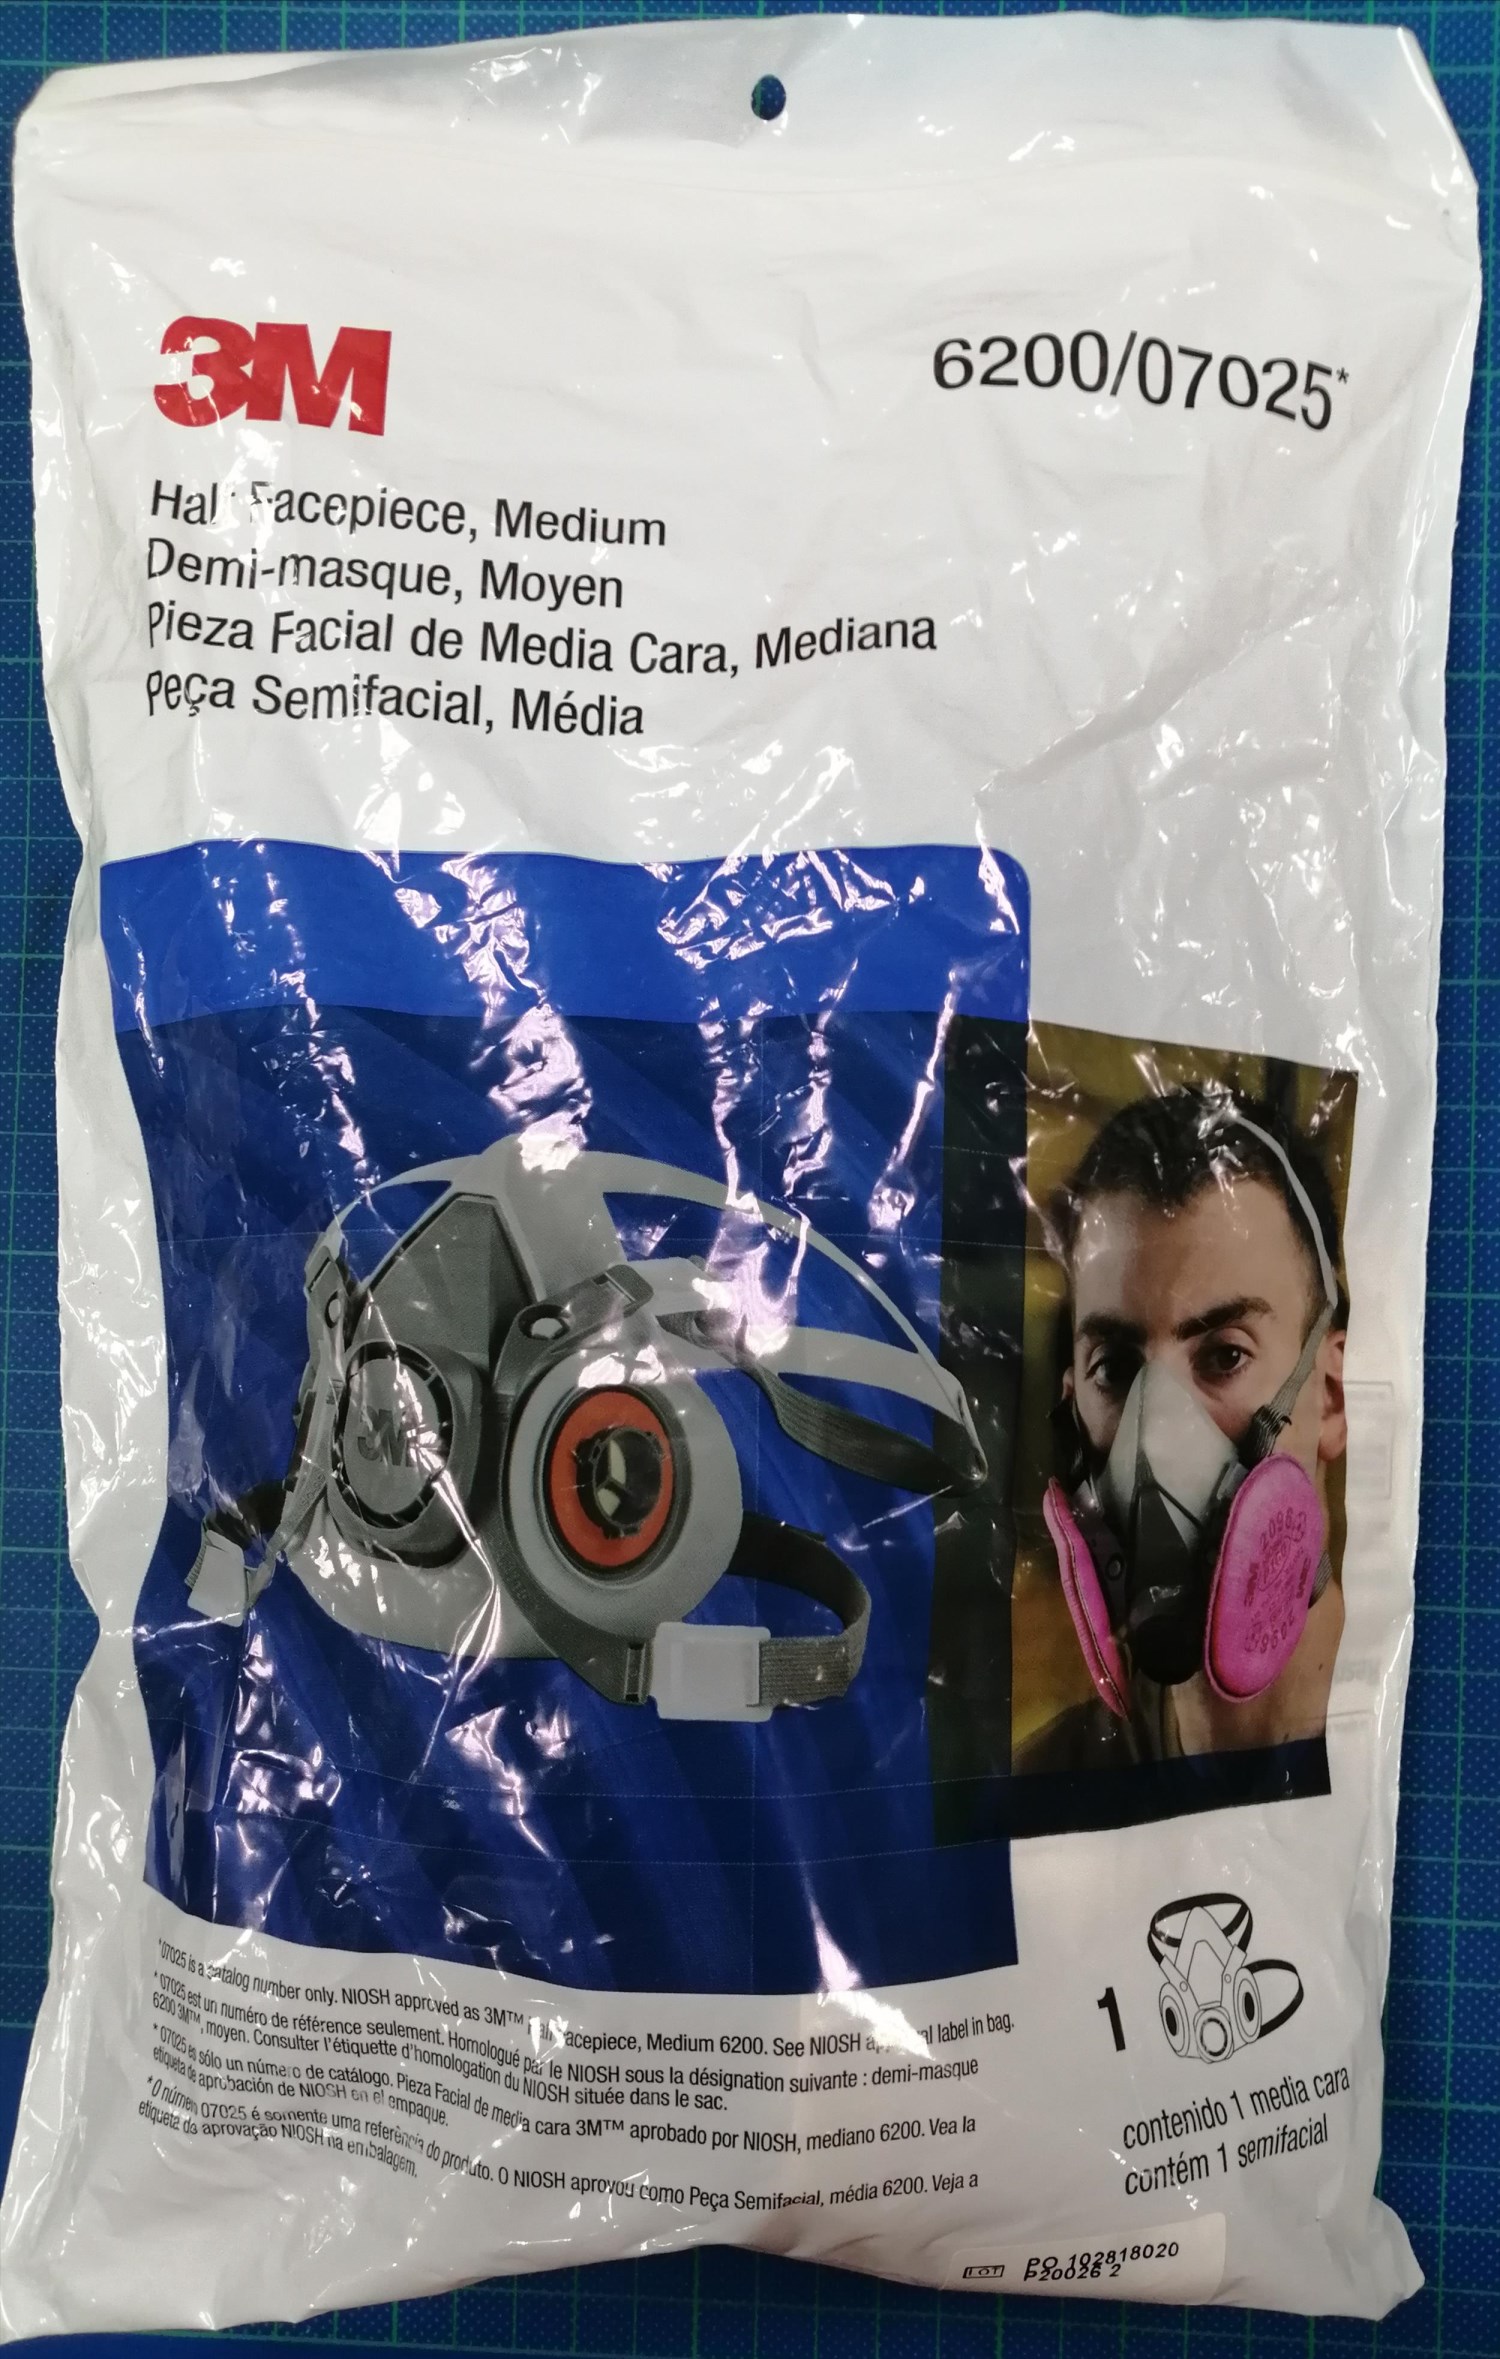 3M
6200/07025*
Half Facepiece, Medium
Demi-masque, Moyen
Pieza Facial de Media Cara, Mediana
Peça Semifacial, Média
3M
3M 2096
*07025 is a catalog number only. NIOSH approved as 3M™ Half Facepiece, Medium 6200. See NIOSH approval label in bag.
*07025 est un numéro de référence seulement. Homologué par le NIOSH sous la désignation suivante : demi-masque
6200 3M™, moyen. Consulter l'étiquette d'homologation du NIOSH située dans le sac.
*07025 es sólo un número de catálogo. Pieza Facial de media cara 3M™ aprobado por NIOSH, mediano 6200. Vea la
etiqueta de aprobación de NIOSH en el empaque.
*O númen 07025 é somente uma referência do produto. O NIOSH aprovou como Peça Semifacial, média 6200. Veja a
etiqueta da aprovação NIOSH na embalagem.
1
contenido 1 media cara
contém 1 semifacial
LOT PO 102818020
P20026 2